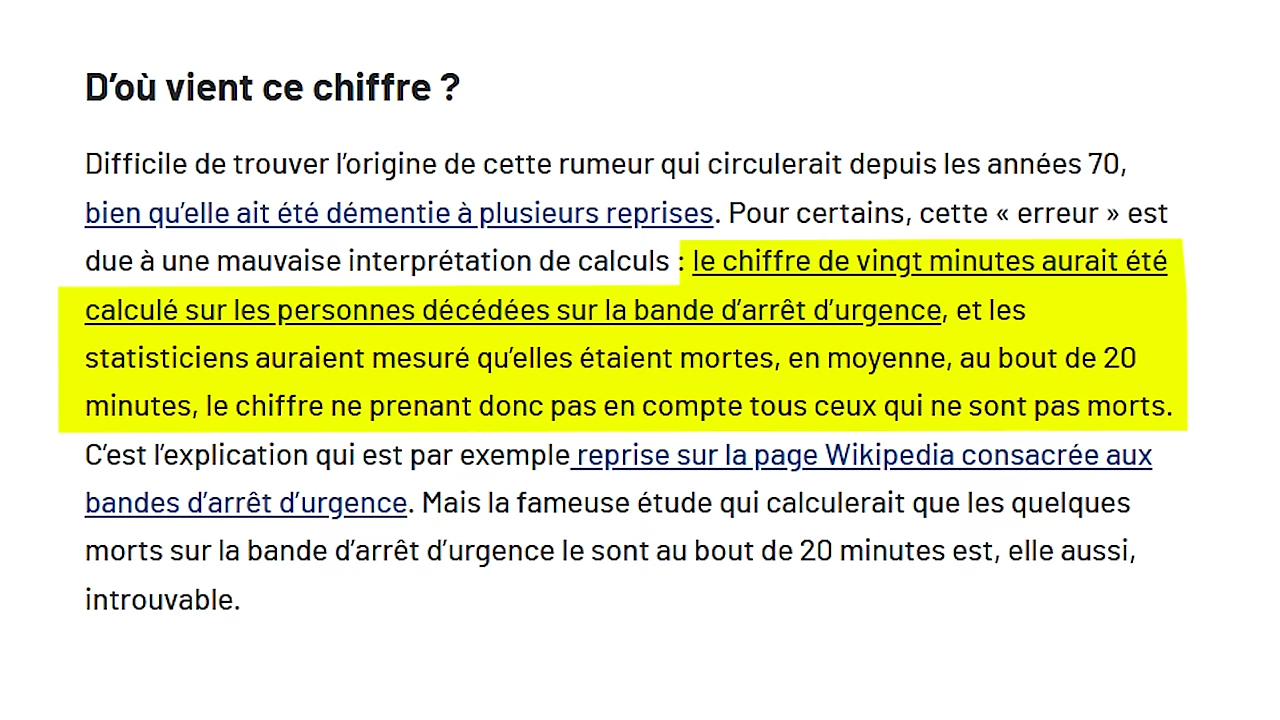 D’où vient ce chiffre ?
Difficile de trouver l’origine de cette rumeur qui circulerait depuis les années 70,
bien qu’elle ait été démentie à plusieurs reprises. Pour certains, cette « erreur » est
due à une mauvaise interprétation de calculs : le chiffre de vingt minutes aurait été
calculé sur les personnes décédées sur la bande d’arrêt d’urgence, et les
statisticiens auraient mesuré qu’elles étaient mortes, en moyenne, au bout de 20
minutes, le chiffre ne prenant donc pas en compte tous ceux qui ne sont pas morts.
C’est l’explication qui est par exemple reprise sur la page Wikipedia consacrée aux
bandes d’arrêt d’urgence. Mais la fameuse étude qui calculerait que les quelques
morts sur la bande d’arrêt d’urgence le sont au bout de 20 minutes est, elle aussi,
introuvable.